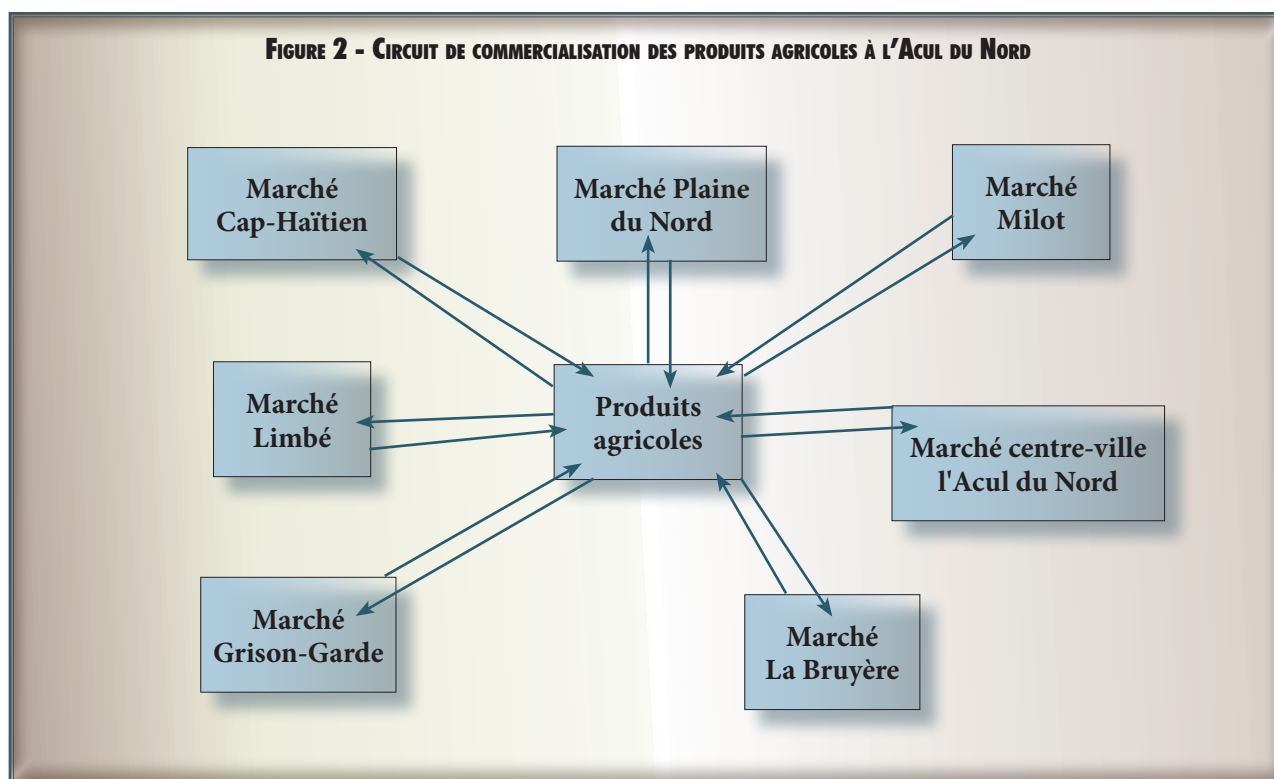 Figure 2 - Circuit de commercialisation des produits agricoles à l'Acul du Nord
Marché
Cap-Haïtien
Marché Plaine
du Nord
Marché
Milot
Marché
Limbé
Produits
agricoles
Marché centre-ville
l'Acul du Nord
Marché
Grison-Garde
Marché
La Bruyère